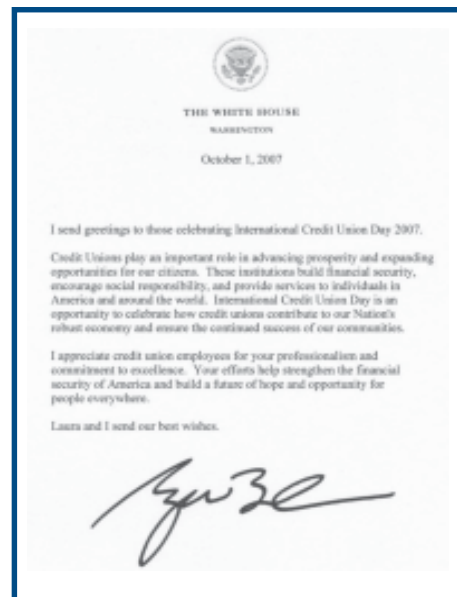 THE WHITE HOUSE
WASHINGTON
October 1, 2007
I send greetings to those celebrating International Credit Union Day 2007.
Credit Unions play an important role in advancing prosperity and expanding
opportunities for our citizens. These institutions build financial security,
encourage social responsibility, and provide services to individuals in
America and around the world. International Credit Union Day is an
opportunity to celebrate how credit unions contribute to our Nation's
robust economy and ensure the continued success of our communities.
I appreciate credit union employees for your professionalism and
commitment to excellence. Your efforts help strengthen the financial
security of America and build a future of hope and opportunity for
people everywhere.
Laura and I send our best wishes.